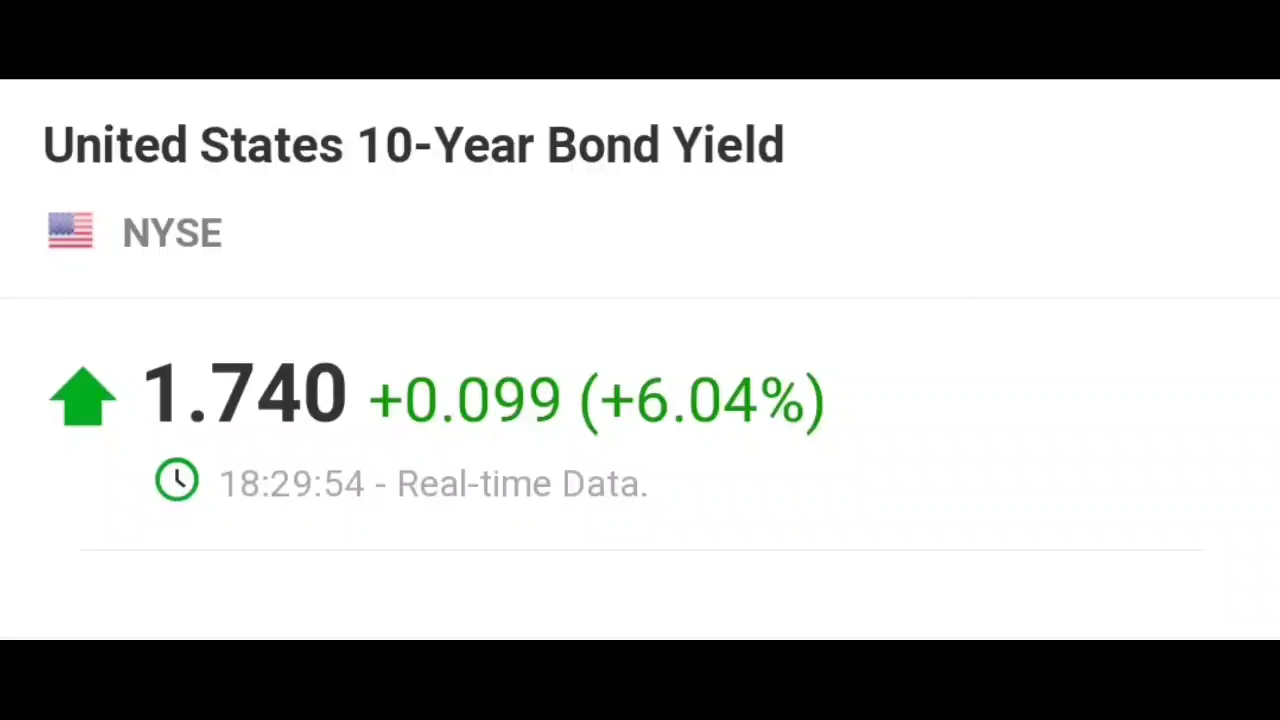 United States 10-Year Bond Yield
NYSE
1.740 +0.099 (+6.04%)
18:29:54 - Real-time Data.